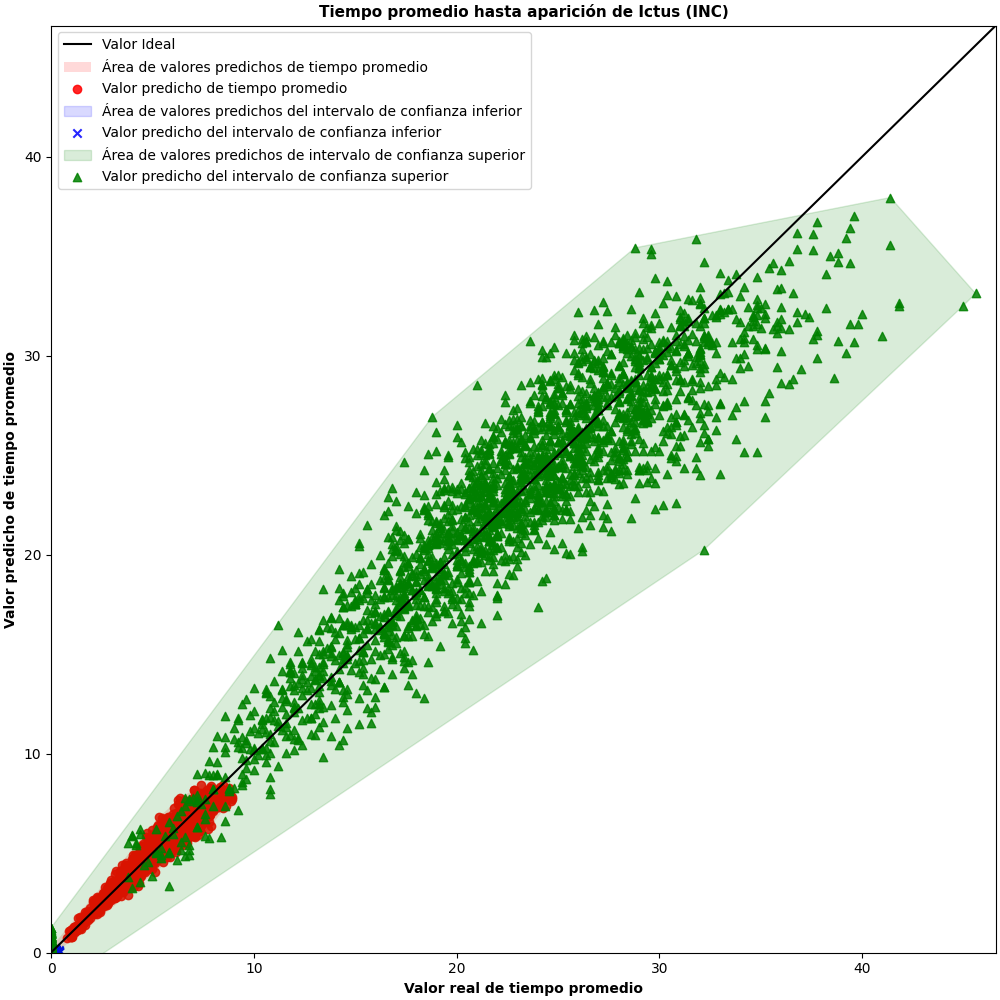 Tiempo promedio hasta aparición de Ictus (INC)
Valor Ideal
Área de valores predichos de tiempo promedio
Valor predicho de tiempo promedio
Área de valores predichos del intervalo de confianza inferior
Valor predicho del intervalo de confianza inferior
Área de valores predichos de intervalo de confianza superior
Valor predicho del intervalo de confianza superior
Valor predicho de tiempo promedio
40
30
20
10
0
0 10 20 30 40
Valor real de tiempo promedio